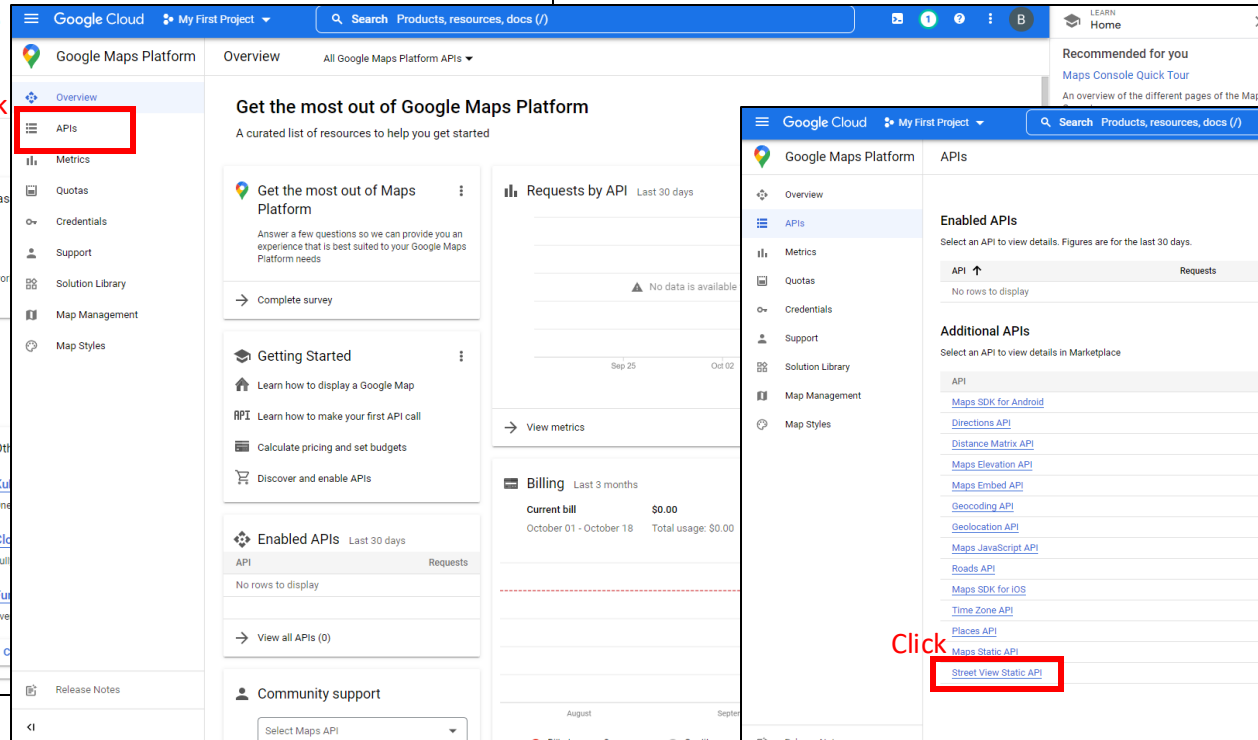 Google Cloud
My First Project
Search Products, resources, docs (/)
1
B
LEARN
Home
Google Maps Platform
Overview
All Google Maps Platform APIs
Recommended for you
Maps Console Quick Tour
An overview of the different pages of the Map
Overview
APIs
Metrics
Quotas
Credentials
Support
Solution Library
Map Management
Map Styles
Release Notes
Get the most out of Google Maps Platform
A curated list of resources to help you get started
Get the most out of Maps
Platform
Answer a few questions so we can provide you an
experience that is best suited to your Google Maps
Platform needs
Complete survey
Getting Started
Learn how to display a Google Map
API Learn how to make your first API call
Calculate pricing and set budgets
Discover and enable APIs
Enabled APIs Last 30 days
API Requests
No rows to display
View all APIs (0)
Community support
Select Maps API
Requests by API Last 30 days
No data is available
Sep 25 Oct 02
View metrics
Billing Last 3 months
Current bill $0.00
October 01 - October 18 Total usage: $0.00
August Septe
Google Cloud
My First Project
Search Products, resources, docs (/)
Google Maps Platform
APIs
Overview
APIs
Metrics
Quotas
Credentials
Support
Solution Library
Map Management
Map Styles
Enabled APIs
Select an API to view details. Figures are for the last 30 days.
API Requests
No rows to display
Additional APIs
Select an API to view details in Marketplace
API
Maps SDK for Android
Directions API
Distance Matrix API
Maps Elevation API
Maps Embed API
Geocoding API
Geolocation API
Maps JavaScript API
Roads API
Maps SDK for iOS
Time Zone API
Places API
Click
Maps Static API
Street View Static API